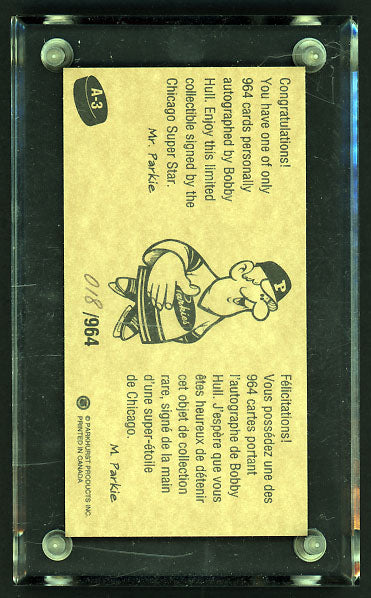 A-3
Congratulations!
You have one of only
964 cards personally
autographed by Bobby
Hull. Enjoy this limited
collectible signed by the
Chicago Super Star.
Mr. Parkie
P
Parkies
018/964
Félicitations!
Vous possédez une des
964 cartes portant
l'autographe de Bobby
Hull. J'espère que vous
êtes heureux de détenir
cet objet de collection
rare, signé de la main
d'une super-étoile
de Chicago.
M. Parkie
© PARKHURST PRODUCTS INC.
PRINTED IN CANADA